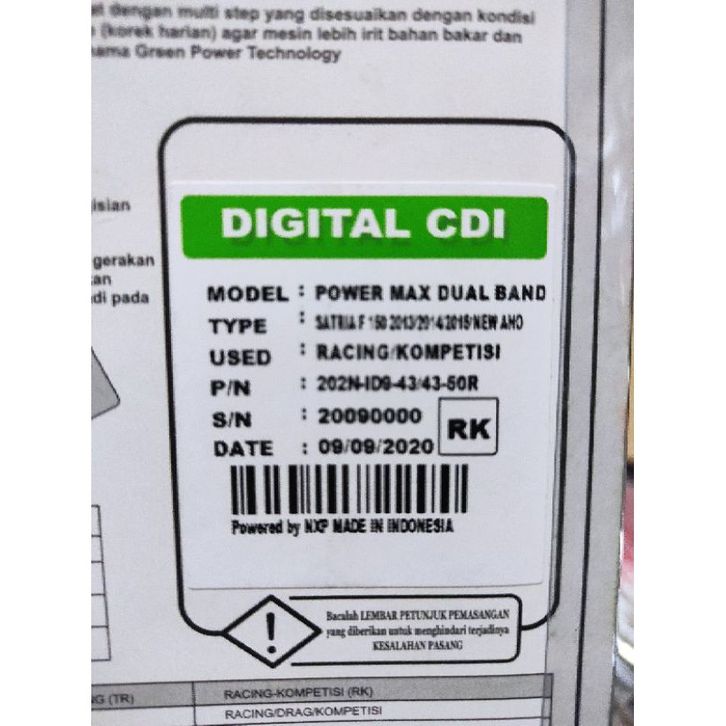 dengan multi step yang disesuaikan dengan kondisi
(korek harian) agar mesin lebih irit bahan bakar dan
nama Green Power Technology
isian
gerakan
kan
di pada
DIGITAL CDI
MODEL : POWER MAX DUAL BAND
TYPE : SATRIA F 150 2013/2014/2015/NEW AHO
USED : RACING/KOMPETISI
P/N : 202N-ID9-43/43-50R
S/N : 20090000
RK
DATE : 09/09/2020
Powered by NXP MADE IN INDONESIA
Bacalah LEMBAR PETUNJUK PEMASANGAN
yang diberikan untuk menghindari terjadinya
KESALAHAN PASANG
!
G (TR) RACING-KOMPETISI (RK)
RACING/DRAG/KOMPETISI